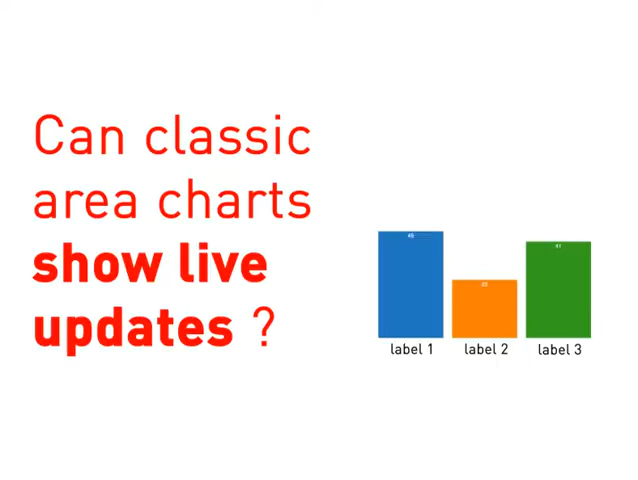 Can classic
area charts
show live
updates ?
label 1
label 2
label 3